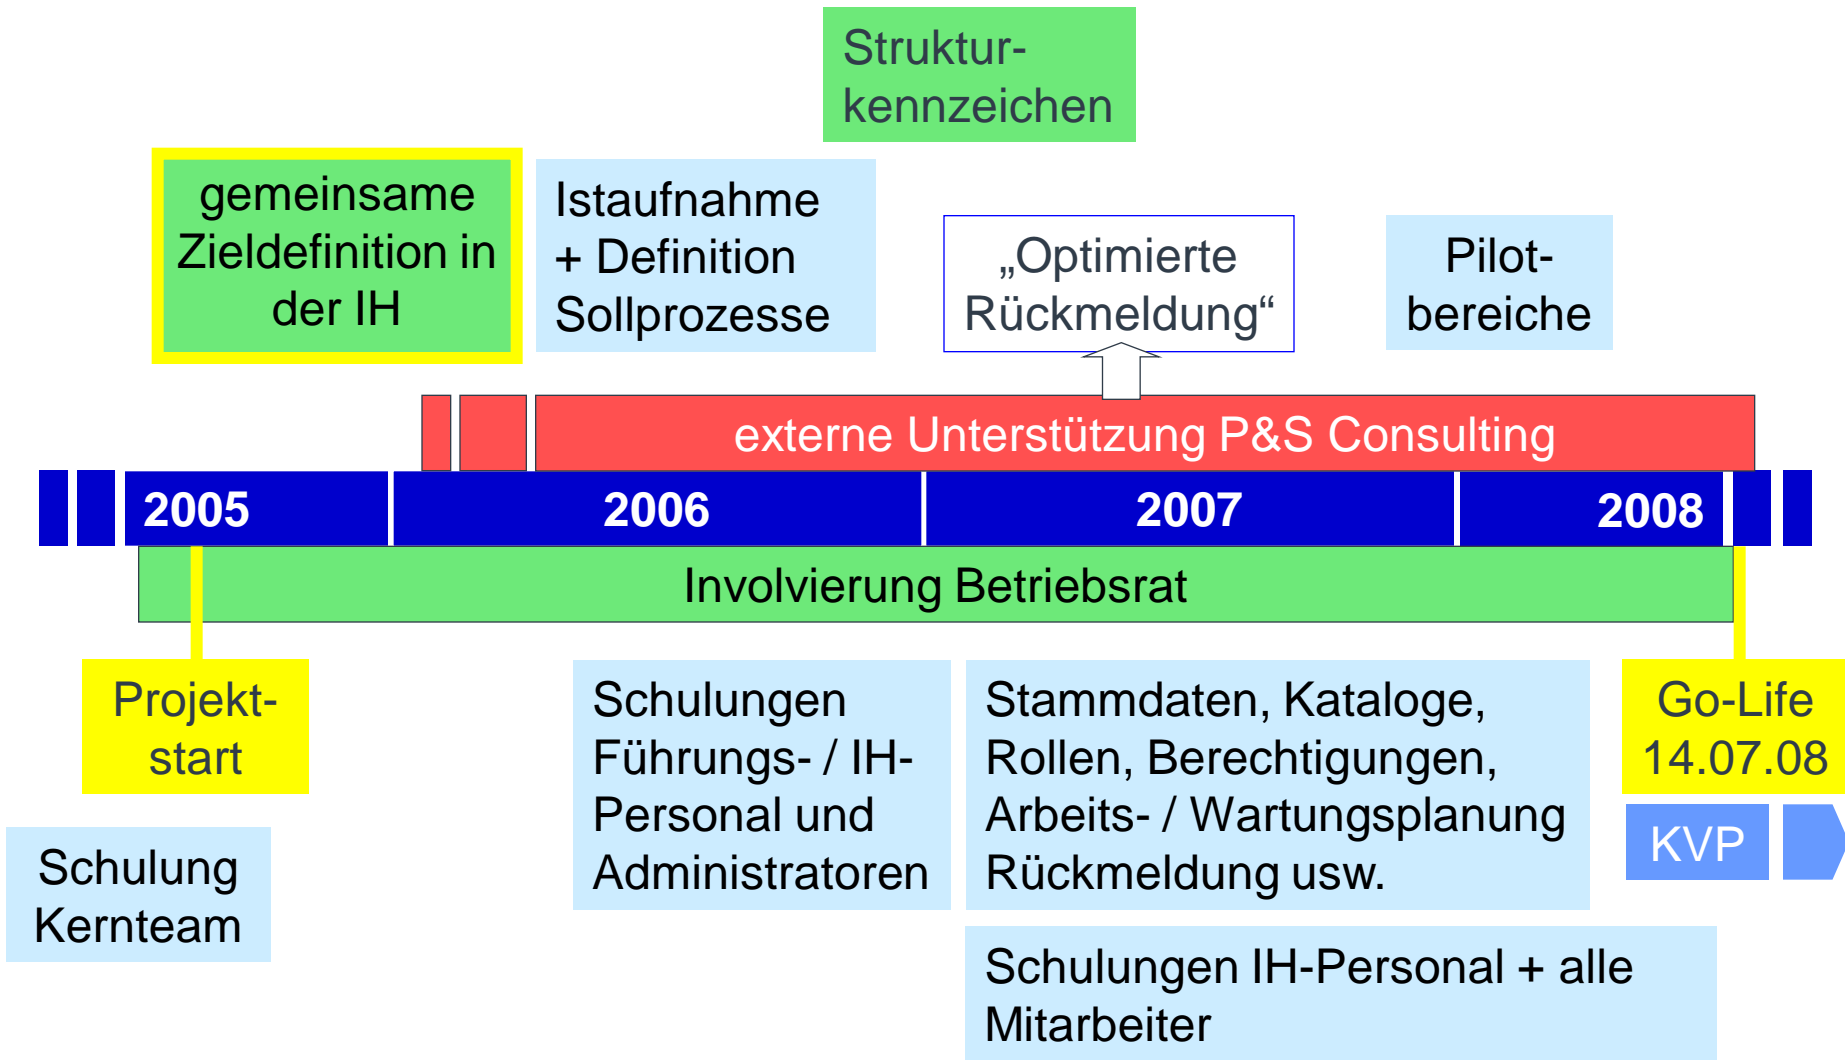 Struktur-
kennzeichen
gemeinsame
Zieldefinition in
der IH
Istaufnahme
+ Definition
Sollprozesse
„Optimierte
Rückmeldung“
Pilot-
bereiche
externe Unterstützung P&S Consulting
2005
2006
2007
2008
Involvierung Betriebsrat
Projekt-
start
Schulung
Kernteam
Schulungen
Führungs- / IH-
Personal und
Administratoren
Stammdaten, Kataloge,
Rollen, Berechtigungen,
Arbeits- / Wartungsplanung
Rückmeldung usw.
Schulungen IH-Personal + alle
Mitarbeiter
Go-Life
14.07.08
KVP